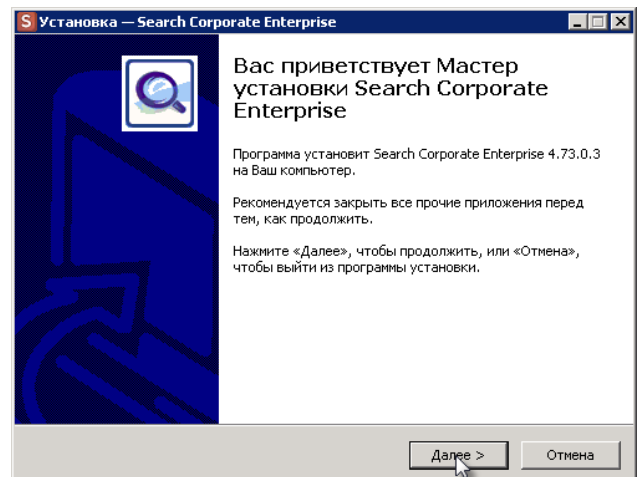 S Установка — Search Corporate Enterprise
Вас приветствует Мастер
установки Search Corporate
Enterprise
Программа установит Search Corporate Enterprise 4.73.0.3
на Ваш компьютер.
Рекомендуется закрыть все прочие приложения перед
тем, как продолжить.
Нажмите «Далее», чтобы продолжить, или «Отмена»,
чтобы выйти из программы установки.
Далее > Отмена